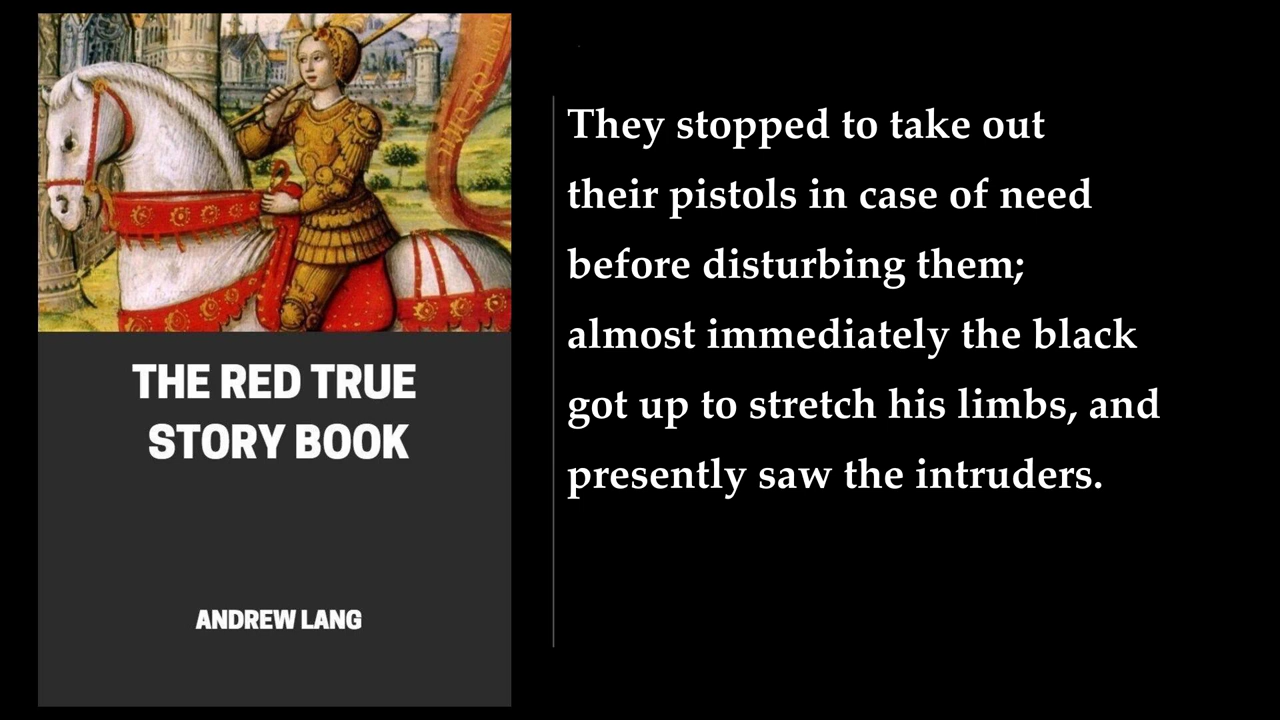 THE RED TRUE
STORY BOOK
ANDREW LANG
They stopped to take out
their pistols in case of need
before disturbing them;
almost immediately the black
got up to stretch his limbs, and
presently saw the intruders.